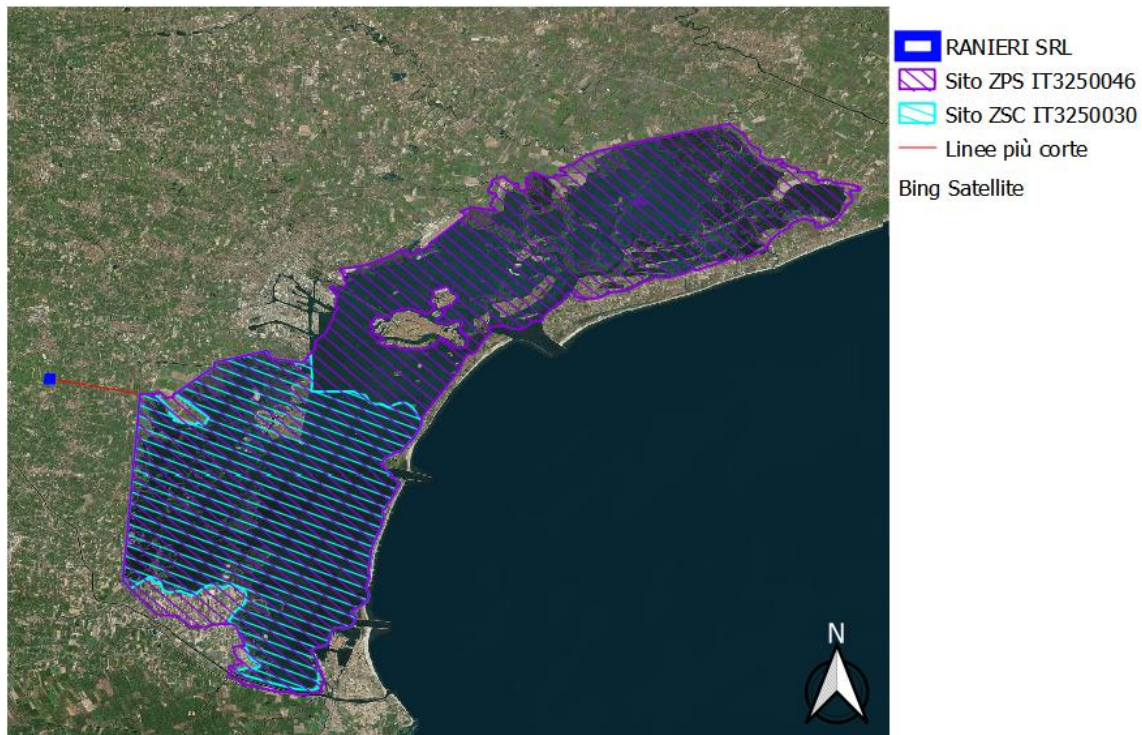 RANIERI SRL
Sito ZPS IT3250046
Sito ZSC IT3250030
Linee più corte
Bing Satellite
N